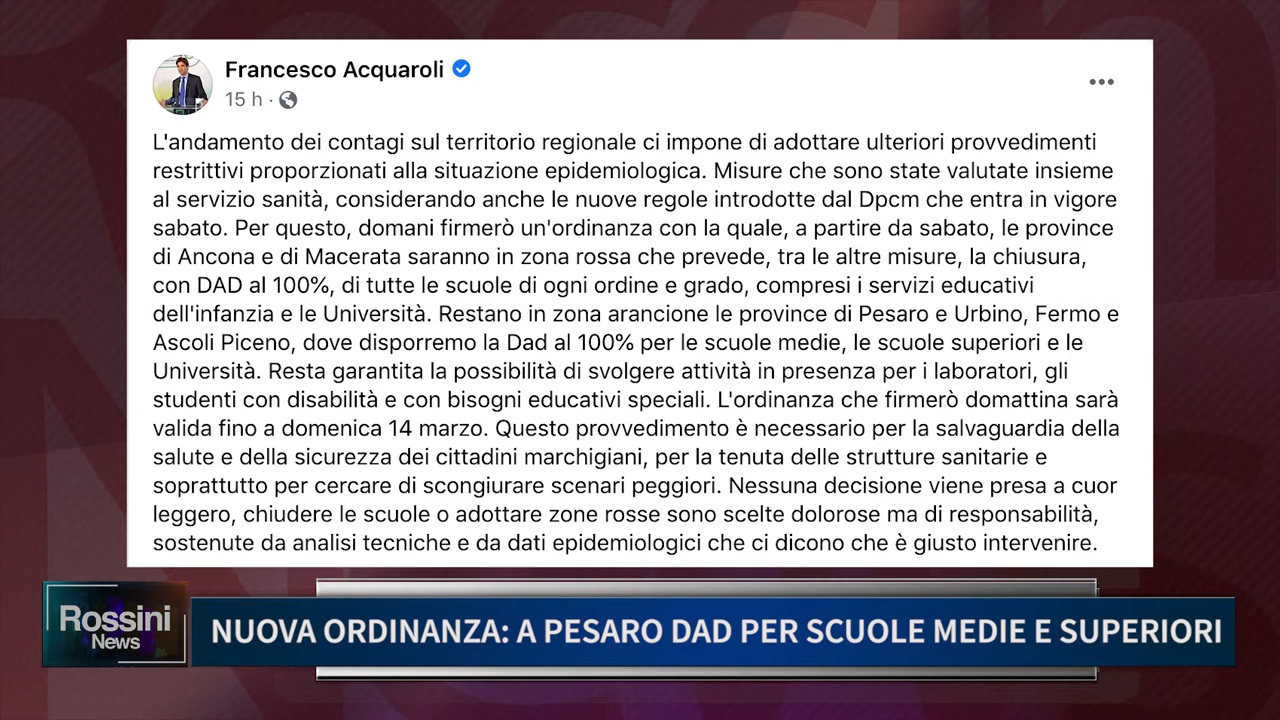 Francesco Acquaroli
15 h ·
L'andamento dei contagi sul territorio regionale ci impone di adottare ulteriori provvedimenti
restrittivi proporzionati alla situazione epidemiologica. Misure che sono state valutate insieme
al servizio sanità, considerando anche le nuove regole introdotte dal Dpcm che entra in vigore
sabato. Per questo, domani firmerò un'ordinanza con la quale, a partire da sabato, le province
di Ancona e di Macerata saranno in zona rossa che prevede, tra le altre misure, la chiusura,
con DAD al 100%, di tutte le scuole di ogni ordine e grado, compresi i servizi educativi
dell'infanzia e le Università. Restano in zona arancione le province di Pesaro e Urbino, Fermo e
Ascoli Piceno, dove disporremo la Dad al 100% per le scuole medie, le scuole superiori e le
Università. Resta garantita la possibilità di svolgere attività in presenza per i laboratori, gli
studenti con disabilità e con bisogni educativi speciali. L'ordinanza che firmerò domattina sarà
valida fino a domenica 14 marzo. Questo provvedimento è necessario per la salvaguardia della
salute e della sicurezza dei cittadini marchigiani, per la tenuta delle strutture sanitarie e
soprattutto per cercare di scongiurare scenari peggiori. Nessuna decisione viene presa a cuor
leggero, chiudere le scuole o adottare zone rosse sono scelte dolorose ma di responsabilità,
sostenute da analisi tecniche e da dati epidemiologici che ci dicono che è giusto intervenire.
Rossini
News
NUOVA ORDINANZA: A PESARO DAD PER SCUOLE MEDIE E SUPERIORI